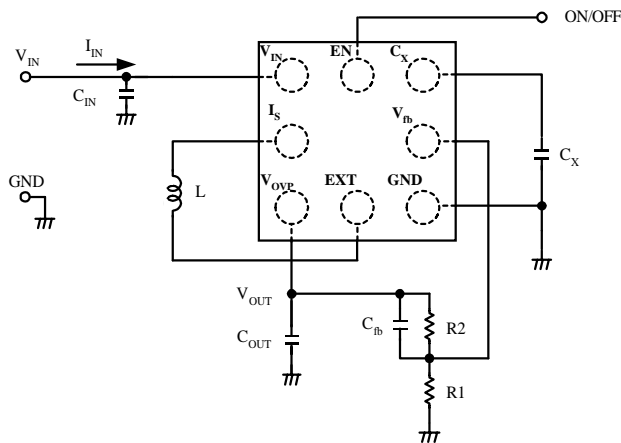 ON/OFF
V_IN
I_IN
C_IN
V_IN EN C_X
I_S V_fb
C_X
GND
L
V_OVP EXT GND
V_OUT
C_OUT
C_fb
R2
R1